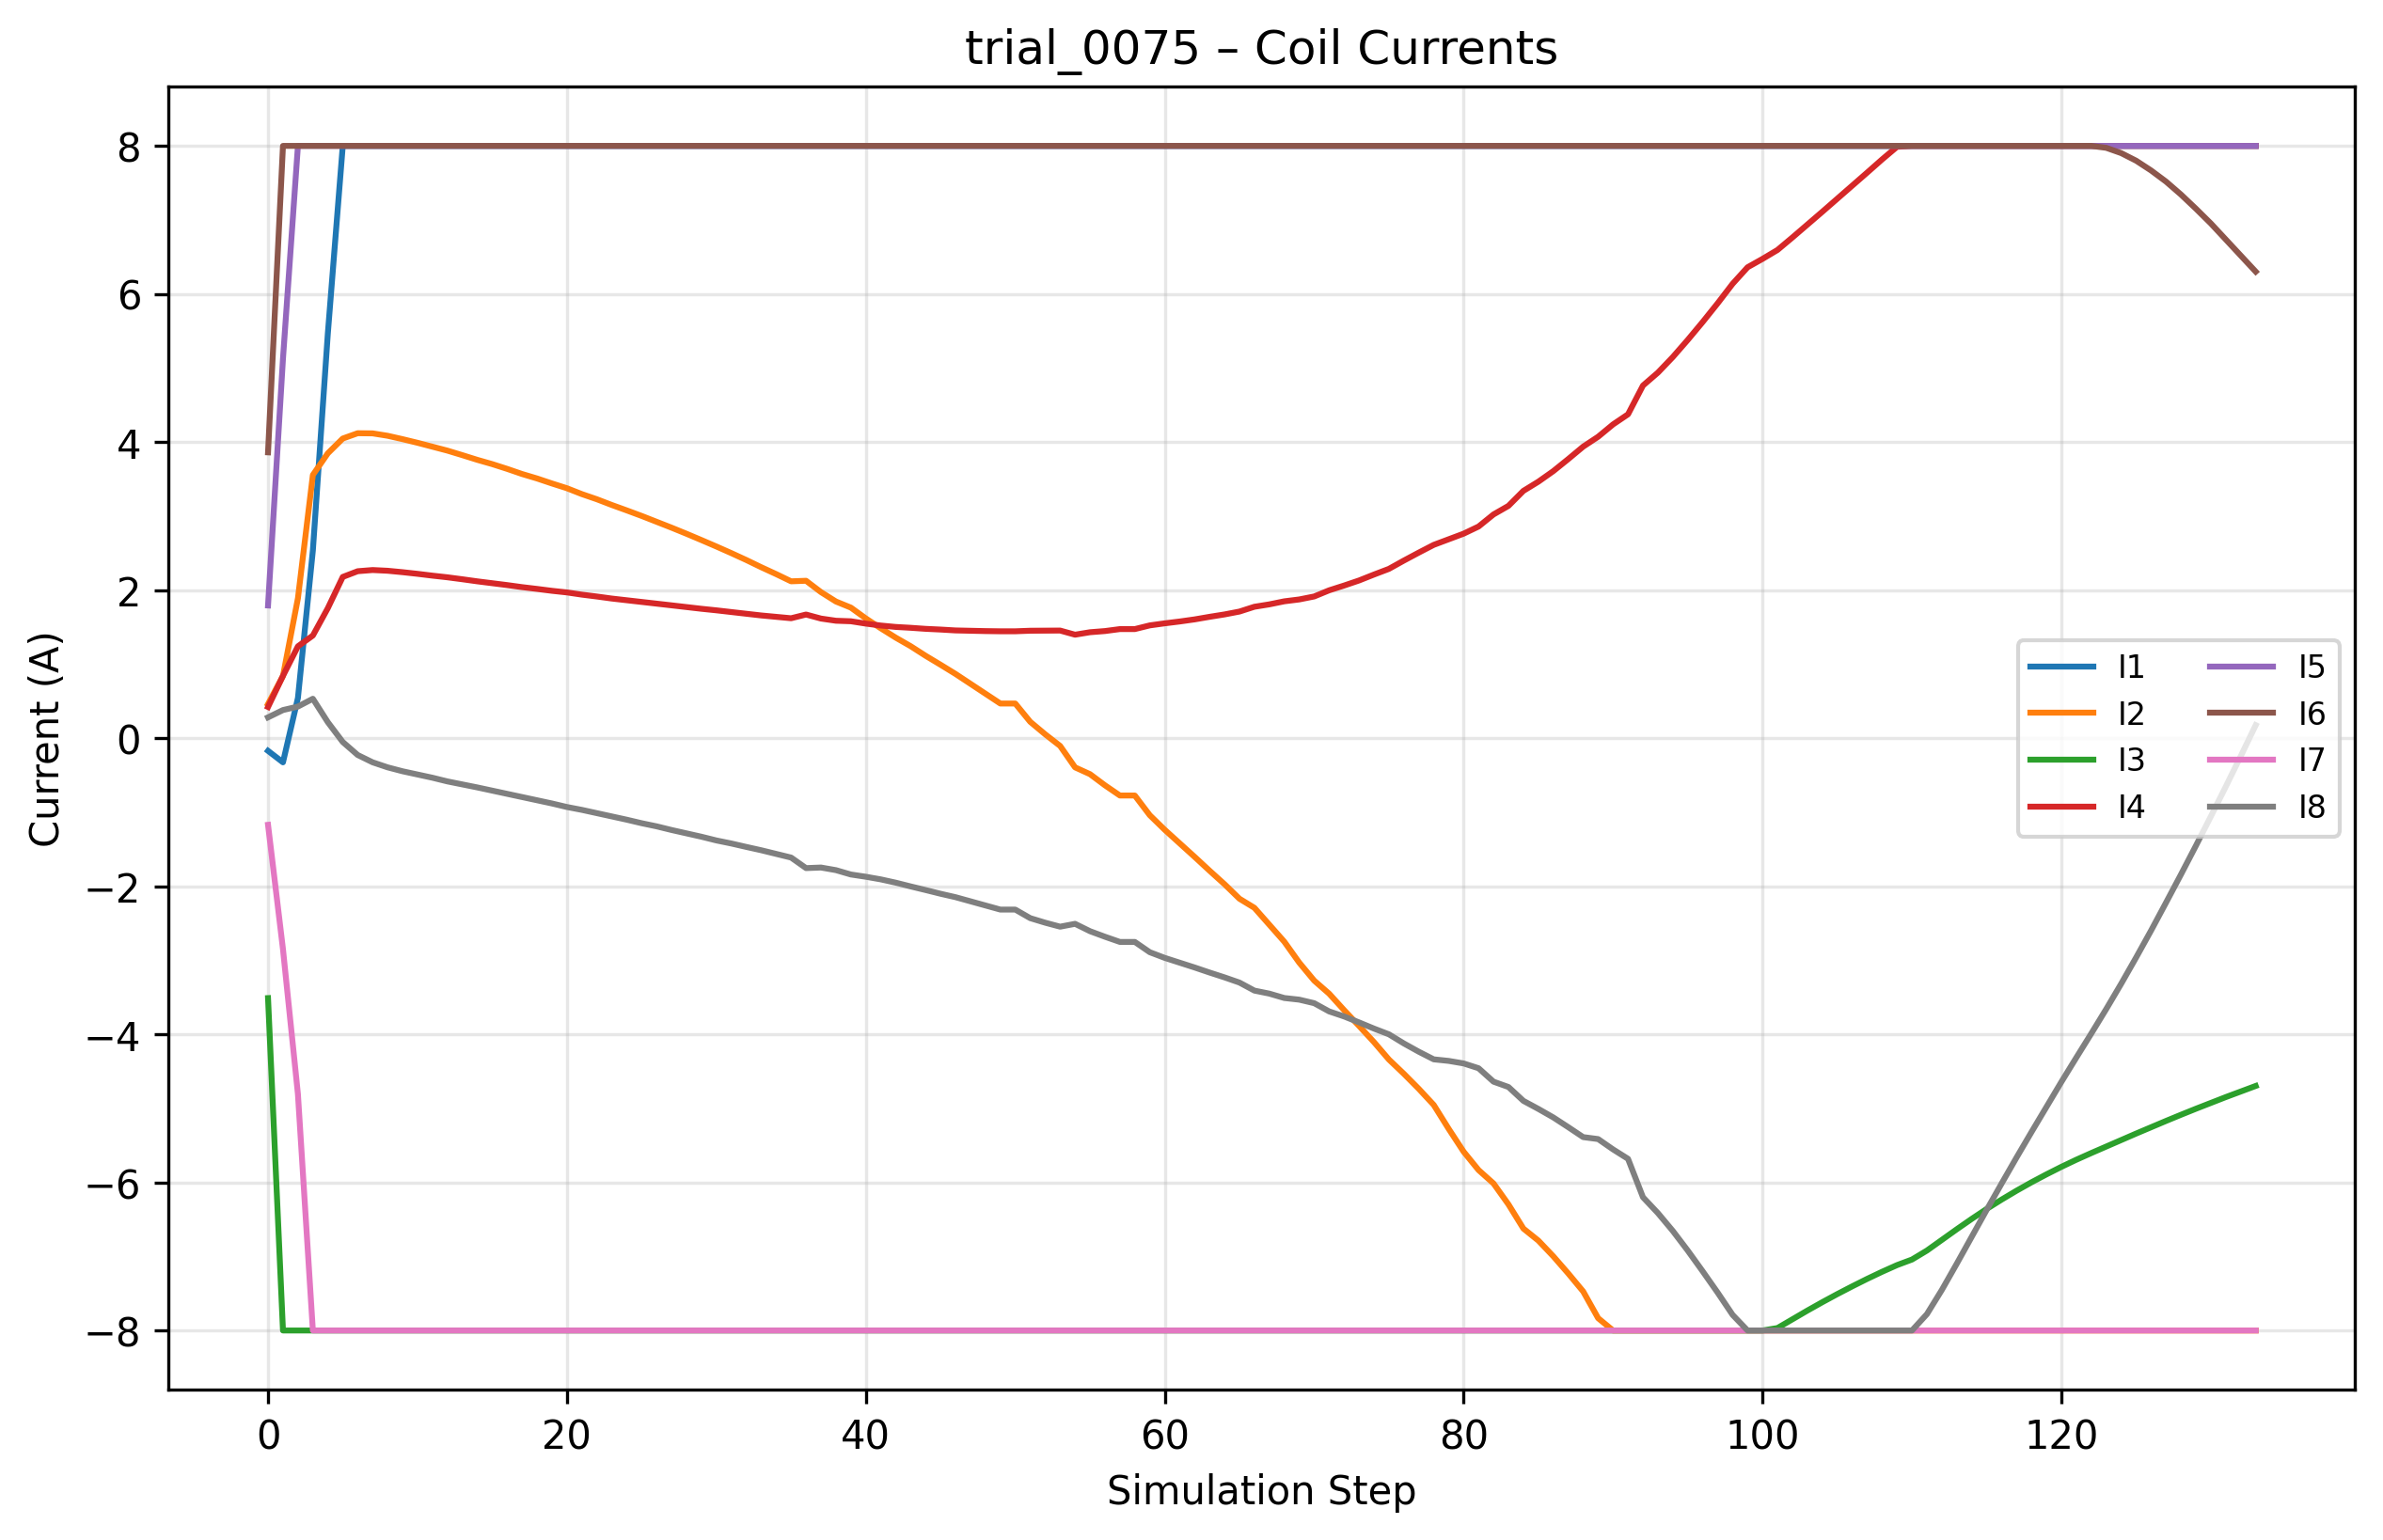 trial_0075 – Coil Currents
Current (A)
8
6
4
2
0
−2
−4
−6
−8
I1 I5
I2 I6
I3 I7
I4 I8
0 20 40 60 80 100 120
Simulation Step